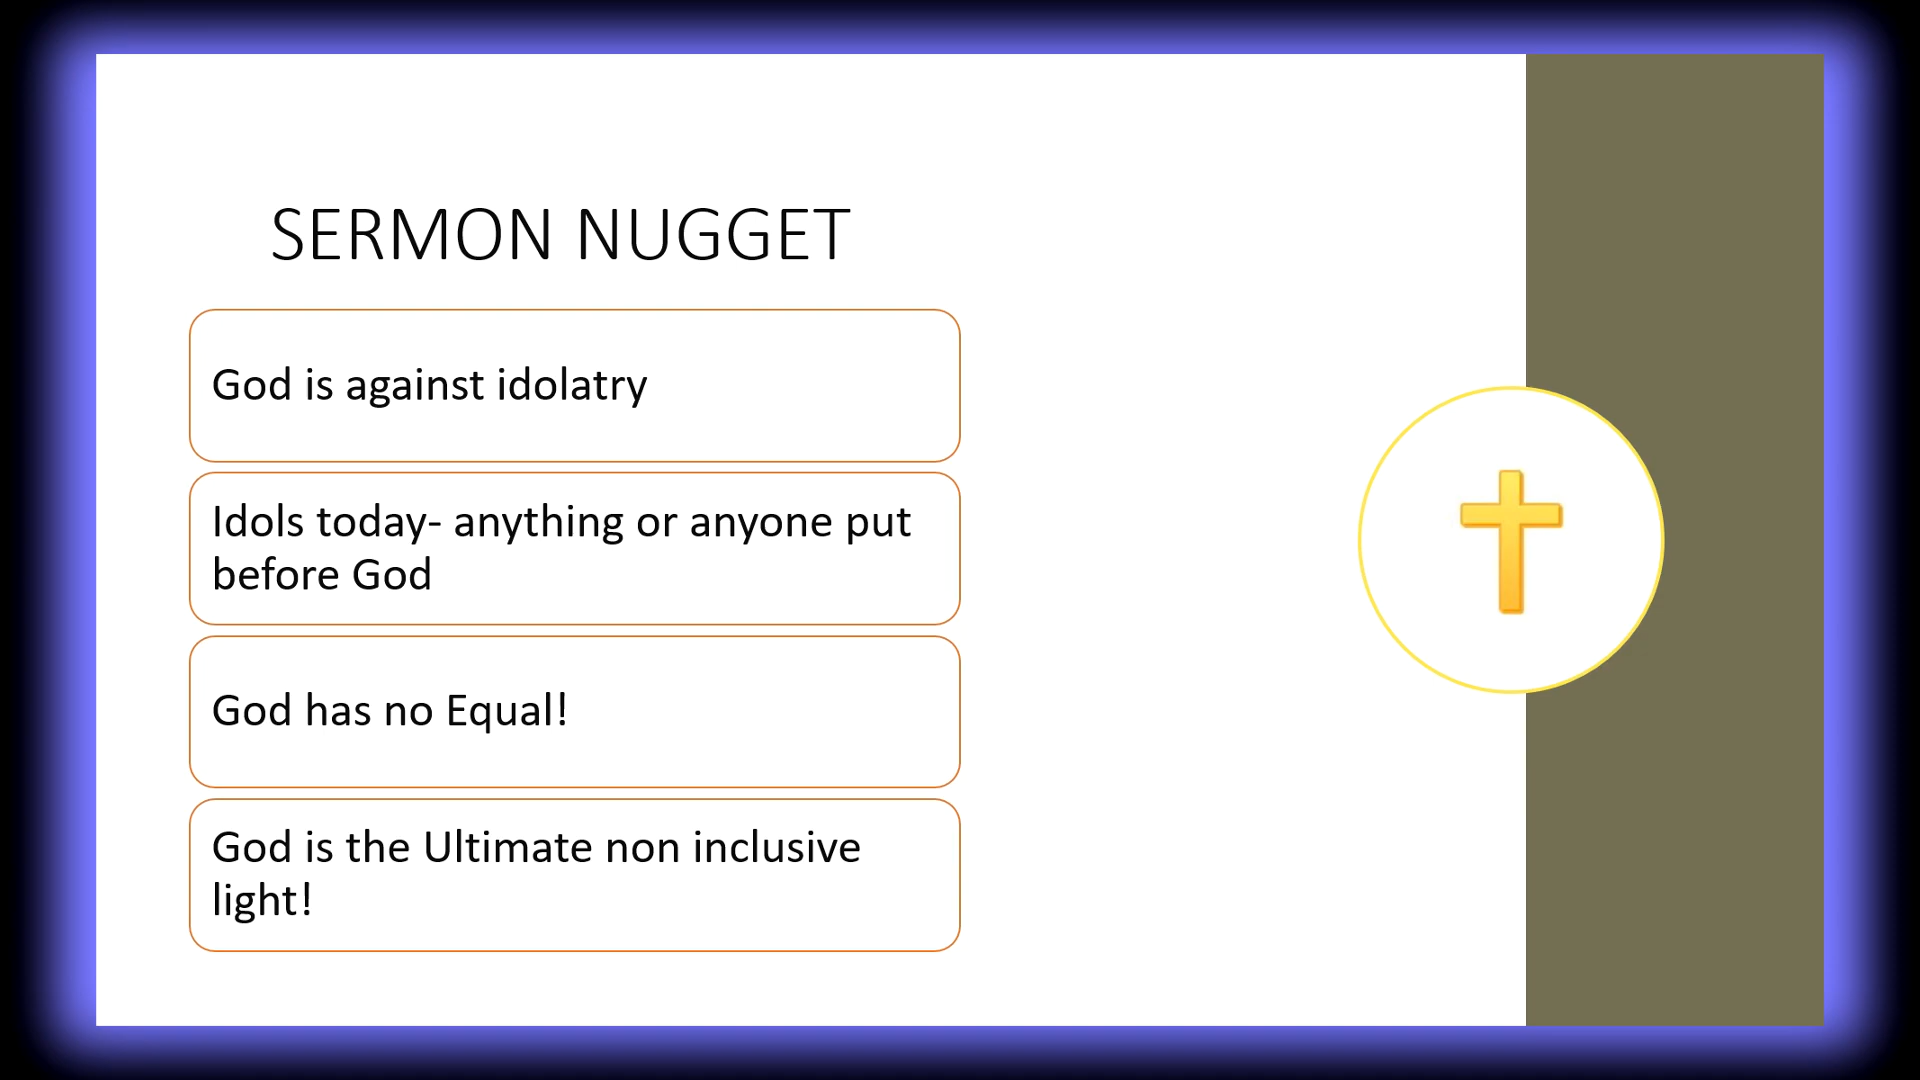 SERMON NUGGET
God is against idolatry
Idols today- anything or anyone put
before God
God has no Equal!
God is the Ultimate non inclusive
light!